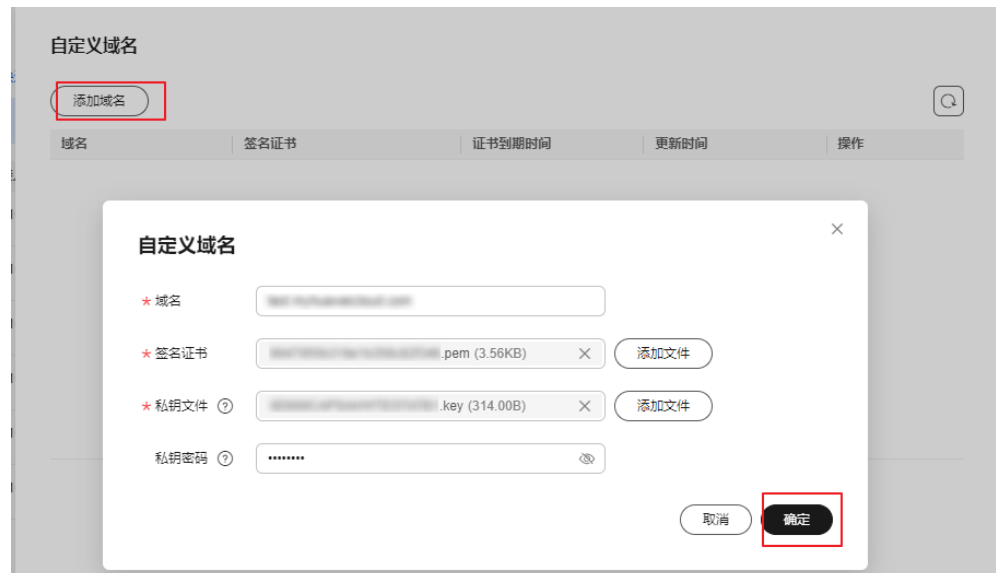 自定义域名
添加域名
域名 签名证书 证书到期时间 更新时间 操作
自定义域名
* 域名
* 签名证书 .pem (3.56KB) 添加文件
* 私钥文件 ? .key (314.00B) 添加文件
私钥密码 ? ••••••••
取消 确定